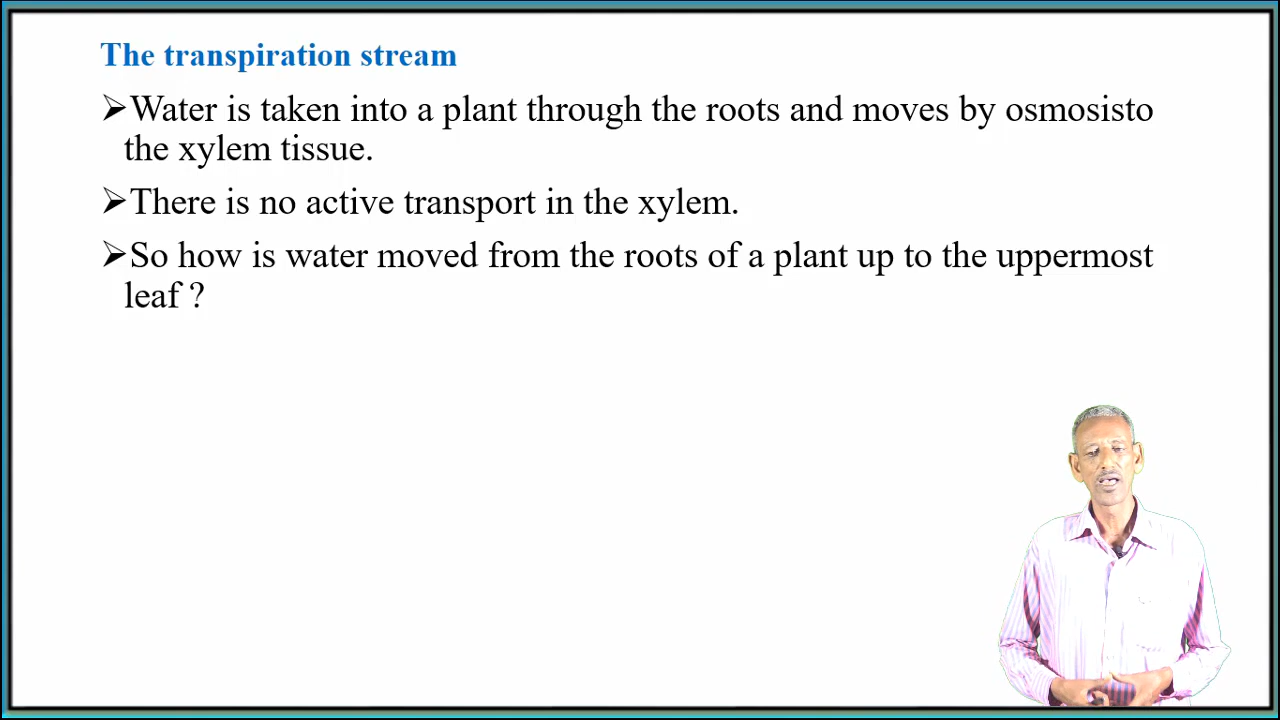 The transpiration stream
➢Water is taken into a plant through the roots and moves by osmosisto
the xylem tissue.
➢There is no active transport in the xylem.
➢So how is water moved from the roots of a plant up to the uppermost
leaf ?